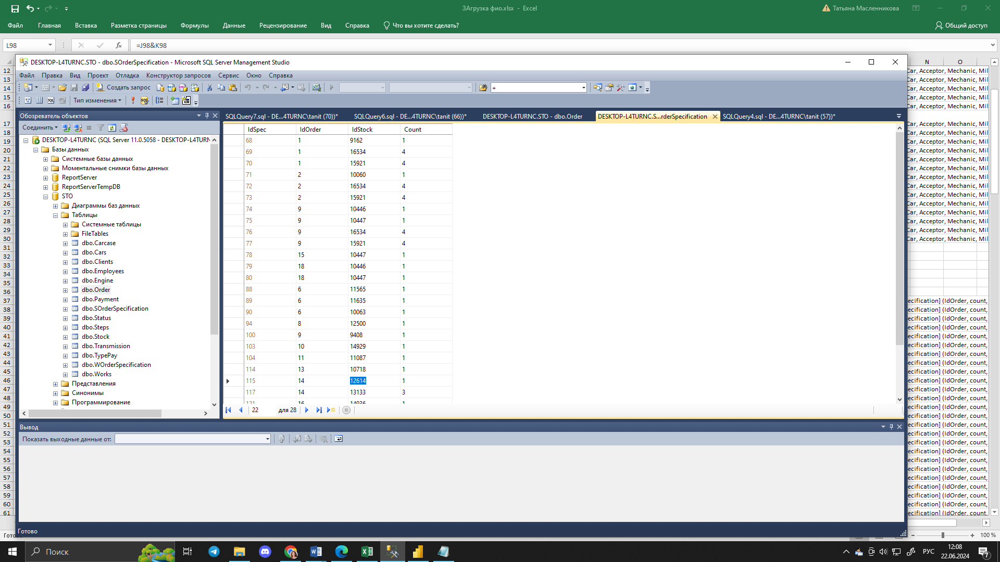 ЗАгрузка фио.xlsx - Excel
Татьяна Масленникова
Файл Главная Вставка Разметка страницы Формулы Данные Рецензирование Вид Справка Что вы хотите сделать? Общий доступ
L98 fx =J98&K98
DESKTOP-L4TURNC.STO - dbo.SOrderSpecification - Microsoft SQL Server Management Studio
Файл Правка Вид Проект Отладка Конструктор запросов Сервис Окно Справка
Создать запрос
Тип изменения
Обозреватель объектов
Соединить
DESKTOP-L4TURNC (SQL Server 11.0.5058 - DESKTOP-L4TURN
Базы данных
Системные базы данных
Моментальные снимки базы данных
ReportServer
ReportServerTempDB
STO
Диаграммы баз данных
Таблицы
Системные таблицы
FileTables
dbo.Carcase
dbo.Cars
dbo.Clients
dbo.Employees
dbo.Engine
dbo.Order
dbo.Payment
dbo.SOrderSpecification
dbo.Status
dbo.Steps
dbo.Stock
dbo.Transmission
dbo.TypePay
dbo.WOrderSpecification
dbo.Works
Представления
Синонимы
Программирование
SQLQuery7.sql - DE...4TURNC\tanit (70))* SQLQuery6.sql - DE...4TURNC\tanit (66))* DESKTOP-L4TURNC.STO - dbo.Order DESKTOP-L4TURNC.S...rderSpecification SQLQuery4.sql - DE...4TURNC\tanit (57))*
IdSpec IdOrder IdStock Count
68 1 9162 1
69 1 16534 4
70 1 15921 4
71 2 10060 1
72 2 16534 4
73 2 15921 4
74 9 10446 1
75 9 10447 1
76 9 16534 4
77 9 15921 4
78 15 10447 1
79 18 10446 1
80 18 10447 1
88 6 11565 1
89 6 11635 1
90 6 10063 1
94 8 12500 1
100 9 9408 1
103 10 14929 1
104 11 11087 1
114 13 10718 1
115 14 12614 1
117 14 13133 3
121 16 14936 1
22 для 28
Вывод
Показать выходные данные от:
Готово
N O
12 Car, Acceptor, Mechanic, Mil
13 Car, Acceptor, Mechanic, Mil
14 Car, Acceptor, Mechanic, Mil
15 Car, Acceptor, Mechanic, Mil
16 Car, Acceptor, Mechanic, Mil
17 Car, Acceptor, Mechanic, Mil
18 Car, Acceptor, Mechanic, Mil
19 Car, Acceptor, Mechanic, Mil
20 Car, Acceptor, Mechanic, Mil
21 Car, Acceptor, Mechanic, Mil
22 Car, Acceptor, Mechanic, Mil
23 Car, Acceptor, Mechanic, Mil
24 Car, Acceptor, Mechanic, Mil
25 Car, Acceptor, Mechanic, Mil
26 Car, Acceptor, Mechanic, Mil
27 Car, Acceptor, Mechanic, Mil
28 Car, Acceptor, Mechanic, Mil
29 Car, Acceptor, Mechanic, Mil
30 Car, Acceptor, Mechanic, Mil
31
32
33
34
35
36
37 ecification] (IdOrder, count,
38 ecification] (IdOrder, count,
39 ecification] (IdOrder, count,
40 ecification] (IdOrder, count,
41 ecification] (IdOrder, count,
42 ecification] (IdOrder, count,
43 ecification] (IdOrder, count,
44 ecification] (IdOrder, count,
45 ecification] (IdOrder, count,
46 ecification] (IdOrder, count,
47 ecification] (IdOrder, count,
48 ecification] (IdOrder, count,
49 ecification] (IdOrder, count,
50 ecification] (IdOrder, count,
51 ecification] (IdOrder, count,
52 ecification] (IdOrder, count,
53 ecification] (IdOrder, count,
54 ecification] (IdOrder, count,
55 ecification] (IdOrder, count,
56 ecification] (IdOrder, count,
57 ecification] (IdOrder, count,
58 ecification] (IdOrder, count,
59 ecification] (IdOrder, count,
60 ecification] (IdOrder, count,
61 ecification] (IdOrder, count,
100 %
Поиск
РУС
12:08
22.06.2024
7